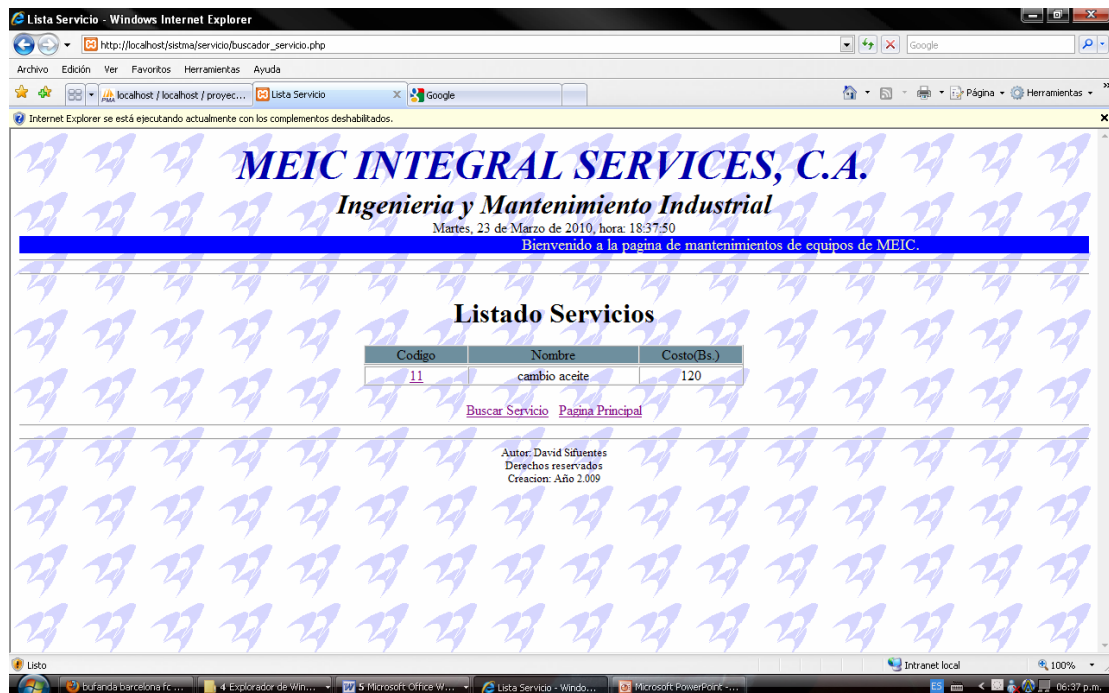 Lista Servicio - Windows Internet Explorer
http://localhost/sistma/servicio/buscador_servicio.php
Google
Archivo Edición Ver Favoritos Herramientas Ayuda
PMA localhost / localhost / proyec... Lista Servicio Google Página Herramientas
Internet Explorer se está ejecutando actualmente con los complementos deshabilitados.
MEIC INTEGRAL SERVICES, C.A.
Ingenieria y Mantenimiento Industrial
Martes, 23 de Marzo de 2010, hora: 18:37:50
Bienvenido a la pagina de mantenimientos de equipos de MEIC.
Listado Servicios
Codigo Nombre Costo(Bs.)
11 cambio aceite 120
Buscar Servicio Pagina Principal
Autor: David Sifuentes
Derechos reservados
Creacion: Año 2.009
Listo Intranet local 100%
bufanda barcelona fc ... 4 Explorador de Win... 5 Microsoft Office W... Lista Servicio - Windo... Microsoft PowerPoint -... ES 06:37 p.m.